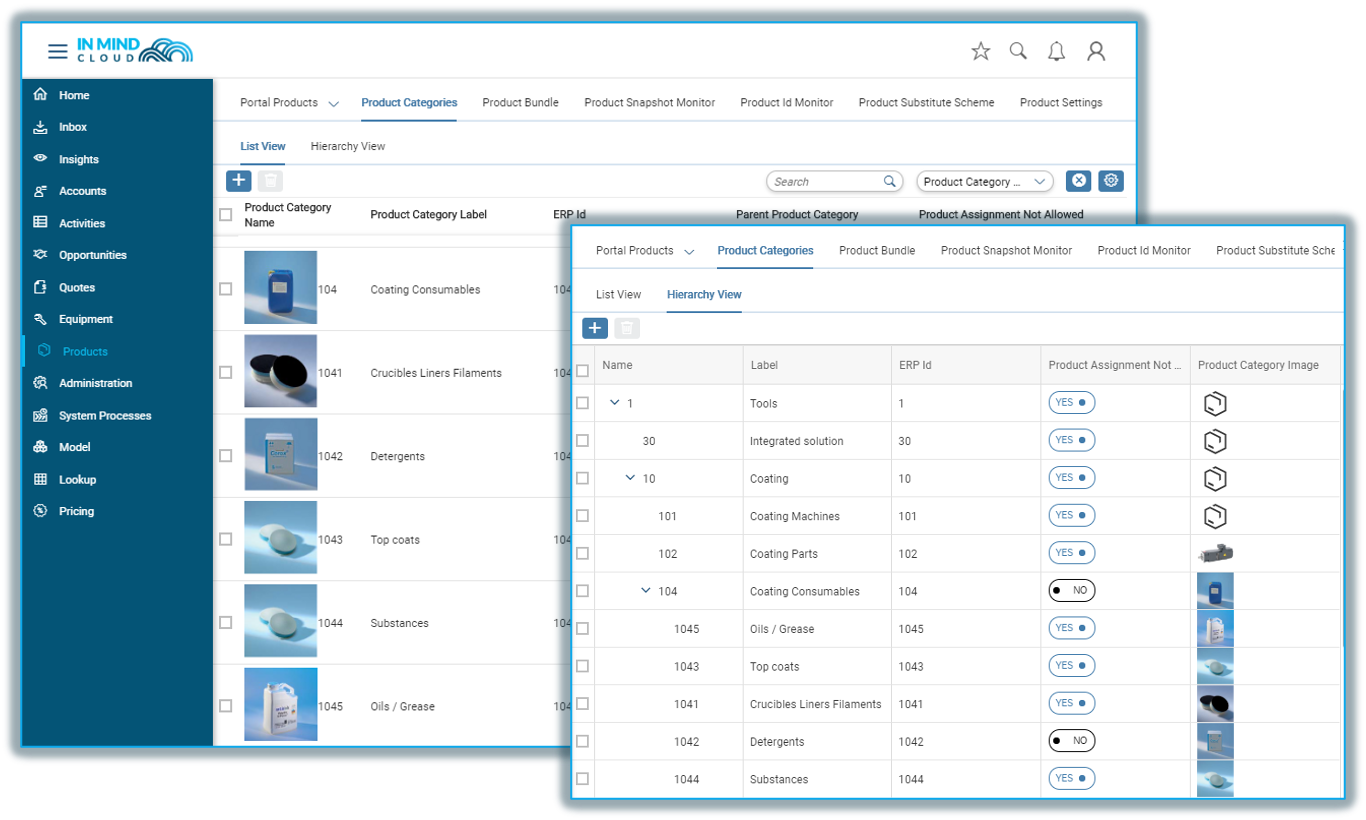 IN MIND
CLOUD
Home
Inbox
Insights
Accounts
Activities
Opportunities
Quotes
Equipment
Products
Administration
System Processes
Model
Lookup
Pricing
Portal Products Product Categories Product Bundle Product Snapshot Monitor Product Id Monitor Product Substitute Scheme Product Settings
List View Hierarchy View
Search Product Category ...
Product Category Name Product Category Label ERP Id Parent Product Category Product Assignment Not Allowed
104 Coating Consumables 104
1041 Crucibles Liners Filaments 104
1042 Detergents 104
1043 Top coats 104
1044 Substances 104
1045 Oils / Grease 104
Portal Products Product Categories Product Bundle Product Snapshot Monitor Product Id Monitor Product Substitute Sche
List View Hierarchy View
Name Label ERP Id Product Assignment Not ... Product Category Image
1 Tools 1 YES
30 Integrated solution 30 YES
10 Coating 10 YES
101 Coating Machines 101 YES
102 Coating Parts 102 YES
104 Coating Consumables 104 NO
1045 Oils / Grease 1045 YES
1043 Top coats 1043 YES
1041 Crucibles Liners Filaments 1041 YES
1042 Detergents 1042 NO
1044 Substances 1044 YES